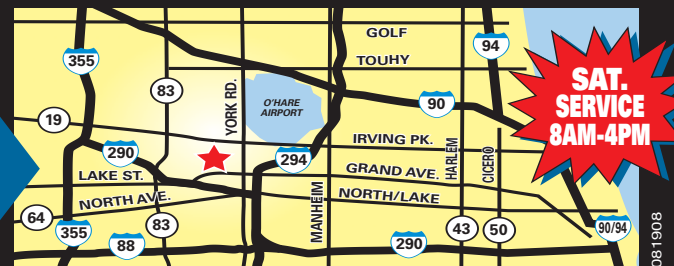 GOLF
94
TOUHY
355
SAT.
SERVICE
8AM-4PM
83
YORK RD.
O'HARE
AIRPORT
90
19
IRVING PK.
HARLEM
CICERO
290
294
GRAND AVE.
LAKE ST.
NORTH AVE.
MANHEIM
NORTH/LAKE
64
83
355
88
290
43
50
90/94
081908